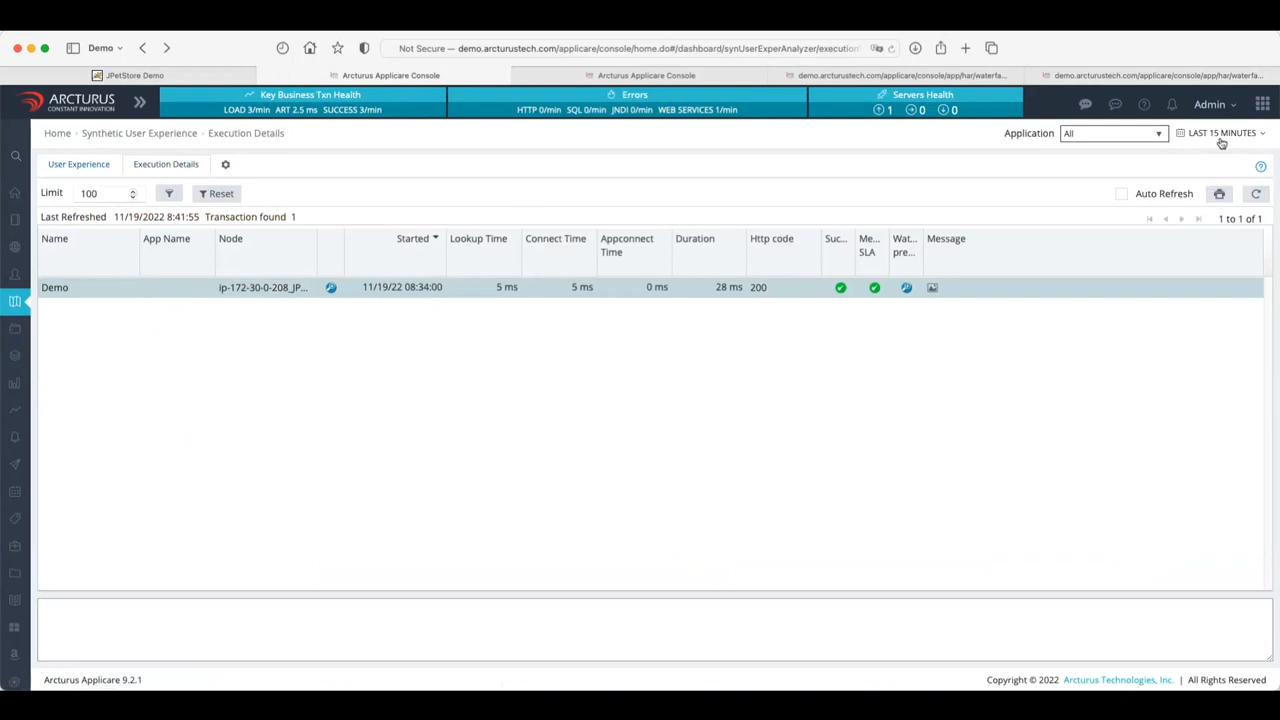 Demo
Not Secure — demo.arcturustech.com/applicare/console/home.do#/dashboard/synUserExperAnalyzer/execution
JPetStore Demo
Arcturus Applicare Console
Arcturus Applicare Console
demo.arcturustech.com/applicare/console/app/har/waterfa...
demo.arcturustech.com/applicare/console/app/har/waterfa...
ARCTURUS
CONSTANT INNOVATION
Key Business Txn Health
LOAD 3/min ART 2.5 ms SUCCESS 3/min
Errors
HTTP 0/min SQL 0/min JNDI 0/min WEB SERVICES 1/min
Servers Health
1 0 0
Admin
Home Synthetic User Experience Execution Details
Application All LAST 15 MINUTES
User Experience Execution Details
Limit 100 Reset Auto Refresh
Last Refreshed 11/19/2022 8:41:55 Transaction found 1
1 to 1 of 1
Name App Name Node Started Lookup Time Connect Time Appconnect Time Duration Http code Suc... Me... SLA Wat... pre... Message
Demo ip-172-30-0-208_JP... 11/19/22 08:34:00 5 ms 5 ms 0 ms 28 ms 200
Arcturus Applicare 9.2.1
Copyright © 2022 Arcturus Technologies, Inc. | All Rights Reserved